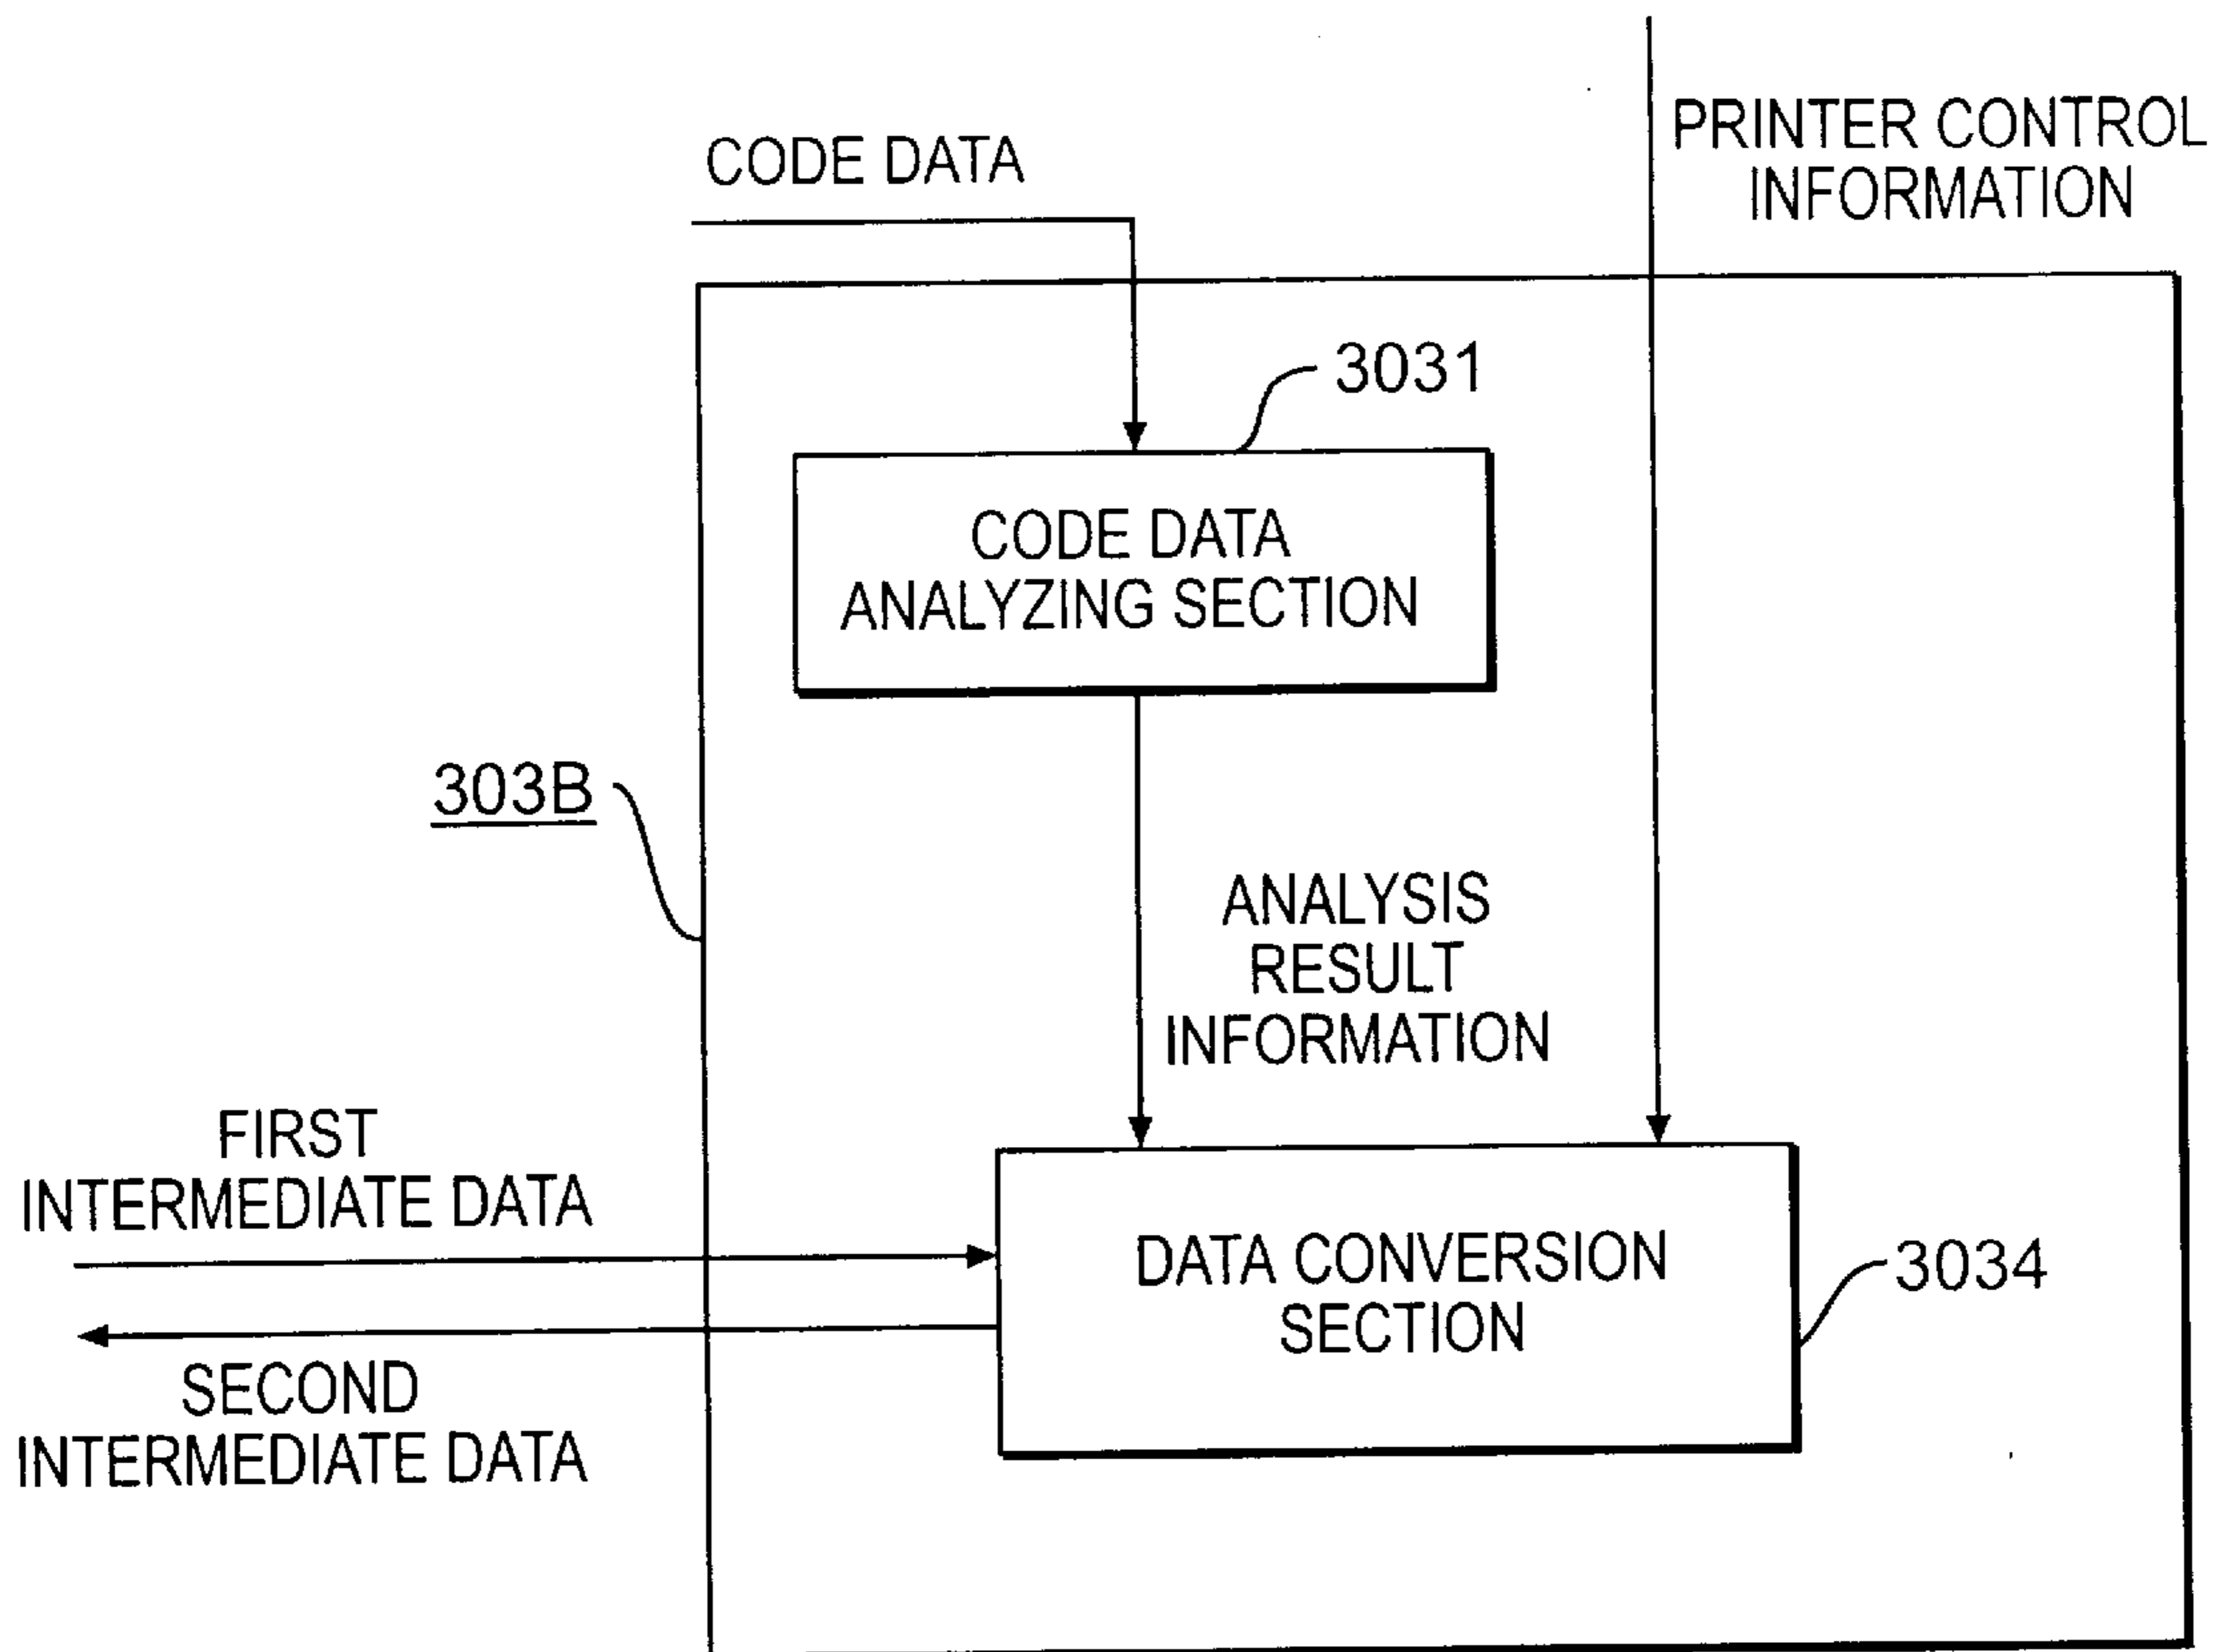 CODE DATA
PRINTER CONTROL
INFORMATION
3031
CODE DATA
ANALYZING SECTION
303B
ANALYSIS
RESULT
INFORMATION
FIRST
INTERMEDIATE DATA
DATA CONVERSION
SECTION
3034
SECOND
INTERMEDIATE DATA